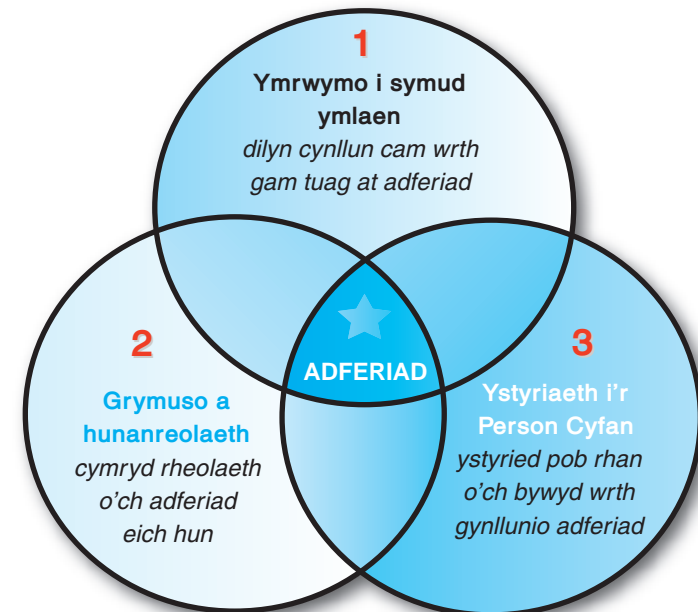 1
Ymrwymo i symud
ymlaen
dilyn cynllun cam wrth
gam tuag at adferiad
2
Grymuso a
hunanreolaeth
cymryd rheolaeth
o'ch adferiad
eich hun
ADFERIAD
3
Ystyriaeth i'r
Person Cyfan
ystyried pob rhan
o'ch bywyd wrth
gynllunio adferiad